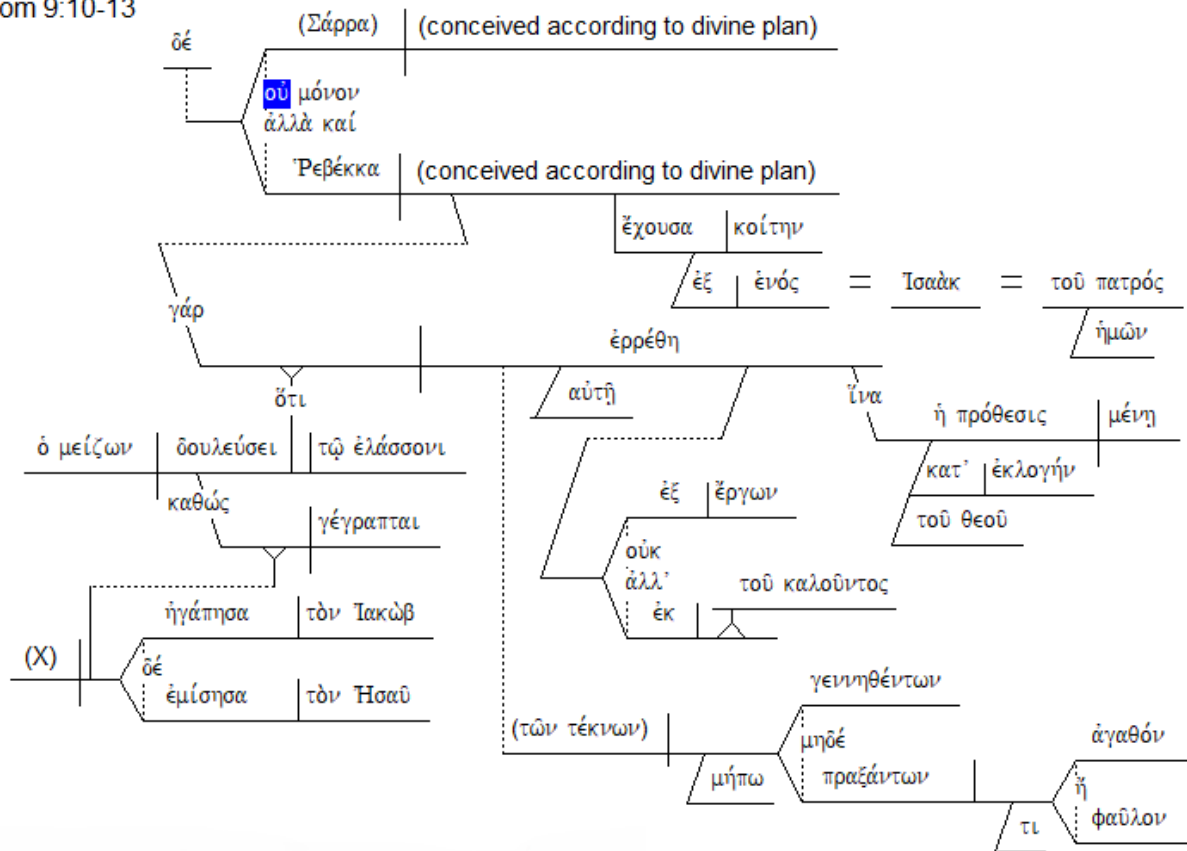 om 9:10-13
δέ
(Σάρρα) (conceived according to divine plan)
οὐ μόνον
ἀλλὰ καί
Ῥεβέκκα (conceived according to divine plan)
ἔχουσα κοίτην
ἐξ ἑνός = Ἰσαὰκ = τοῦ πατρός
ἡμῶν
γάρ
ἐρρέθη
αὐτῇ
ὅτι
ἵνα
ἡ πρόθεσις μένῃ
κατ’ ἐκλογήν
τοῦ θεοῦ
ὁ μείζων δουλεύσει τῷ ἐλάσσονι
καθώς
γέγραπται
ἐξ ἔργων
οὐκ
ἀλλ’
ἐκ τοῦ καλοῦντος
ἠγάπησα τὸν Ἰακὼβ
(X)
δέ
ἐμίσησα τὸν Ἠσαῦ
(τῶν τέκνων)
μήπω
γεννηθέντων
μηδέ
πραξάντων
τι
ἀγαθόν
ἤ
φαῦλον